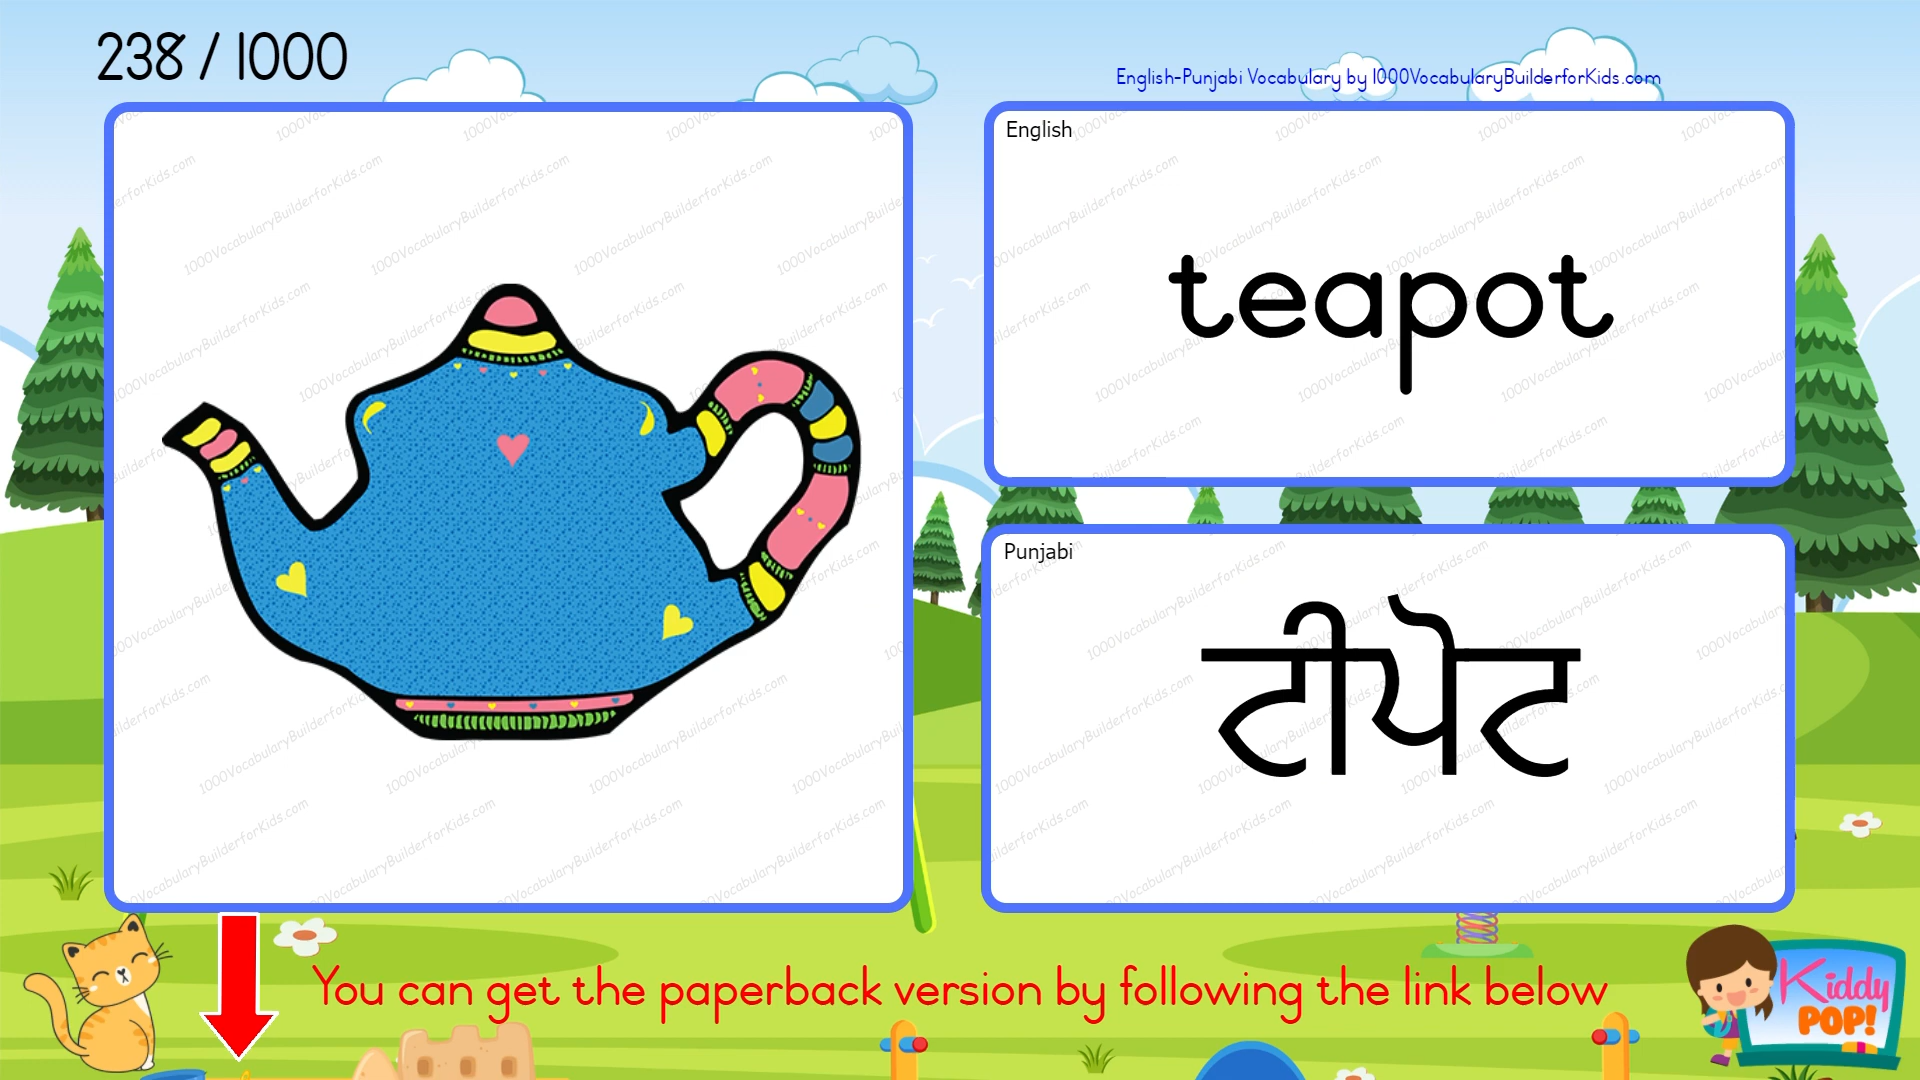 238 / 1000
English-Punjabi Vocabulary by 1000VocabularyBuilderforKids.com
English
teapot
Punjabi
ਟੀਪੋਟ
You can get the paperback version by following the link below
Kiddy
POP!